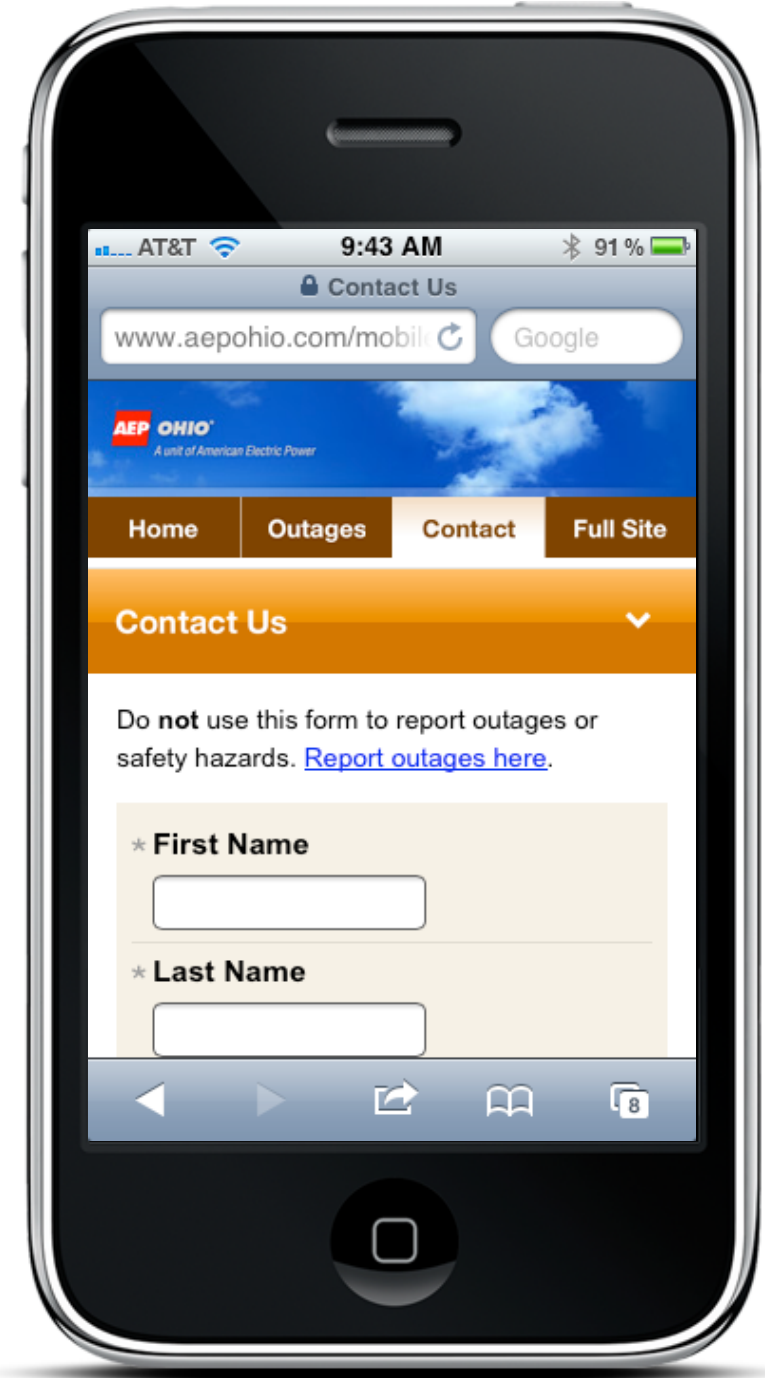 AT&T 9:43 AM 91 %
Contact Us
www.aepohio.com/mobile Google
AEP OHIO®
A unit of American Electric Power
Home Outages Contact Full Site
Contact Us
Do not use this form to report outages or
safety hazards. Report outages here.
* First Name
* Last Name
8